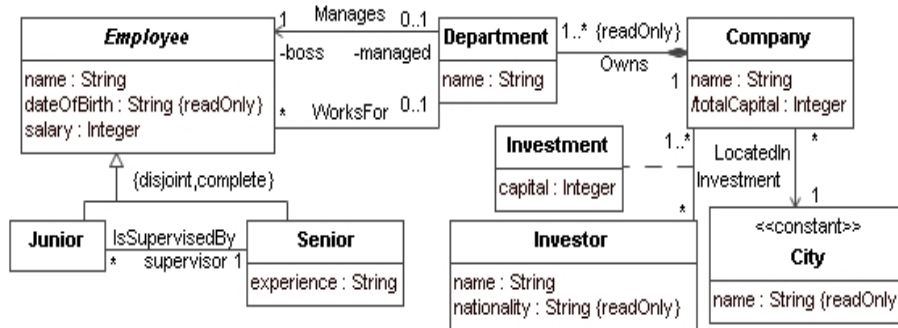 Employee
name : String
dateOfBirth : String {readOnly}
salary : Integer
1 Manages 0..1
-boss -managed
* WorksFor 0..1
Department
name : String
1..* {readOnly}
Owns
1
Company
name : String
/totalCapital : Integer
{disjoint,complete}
Junior
IsSupervisedBy
* supervisor 1
Senior
experience : String
Investment
capital : Integer
1..*
Investment
*
LocatedIn
*
1
Investor
name : String
nationality : String {readOnly}
<<constant>>
City
name : String {readOnly